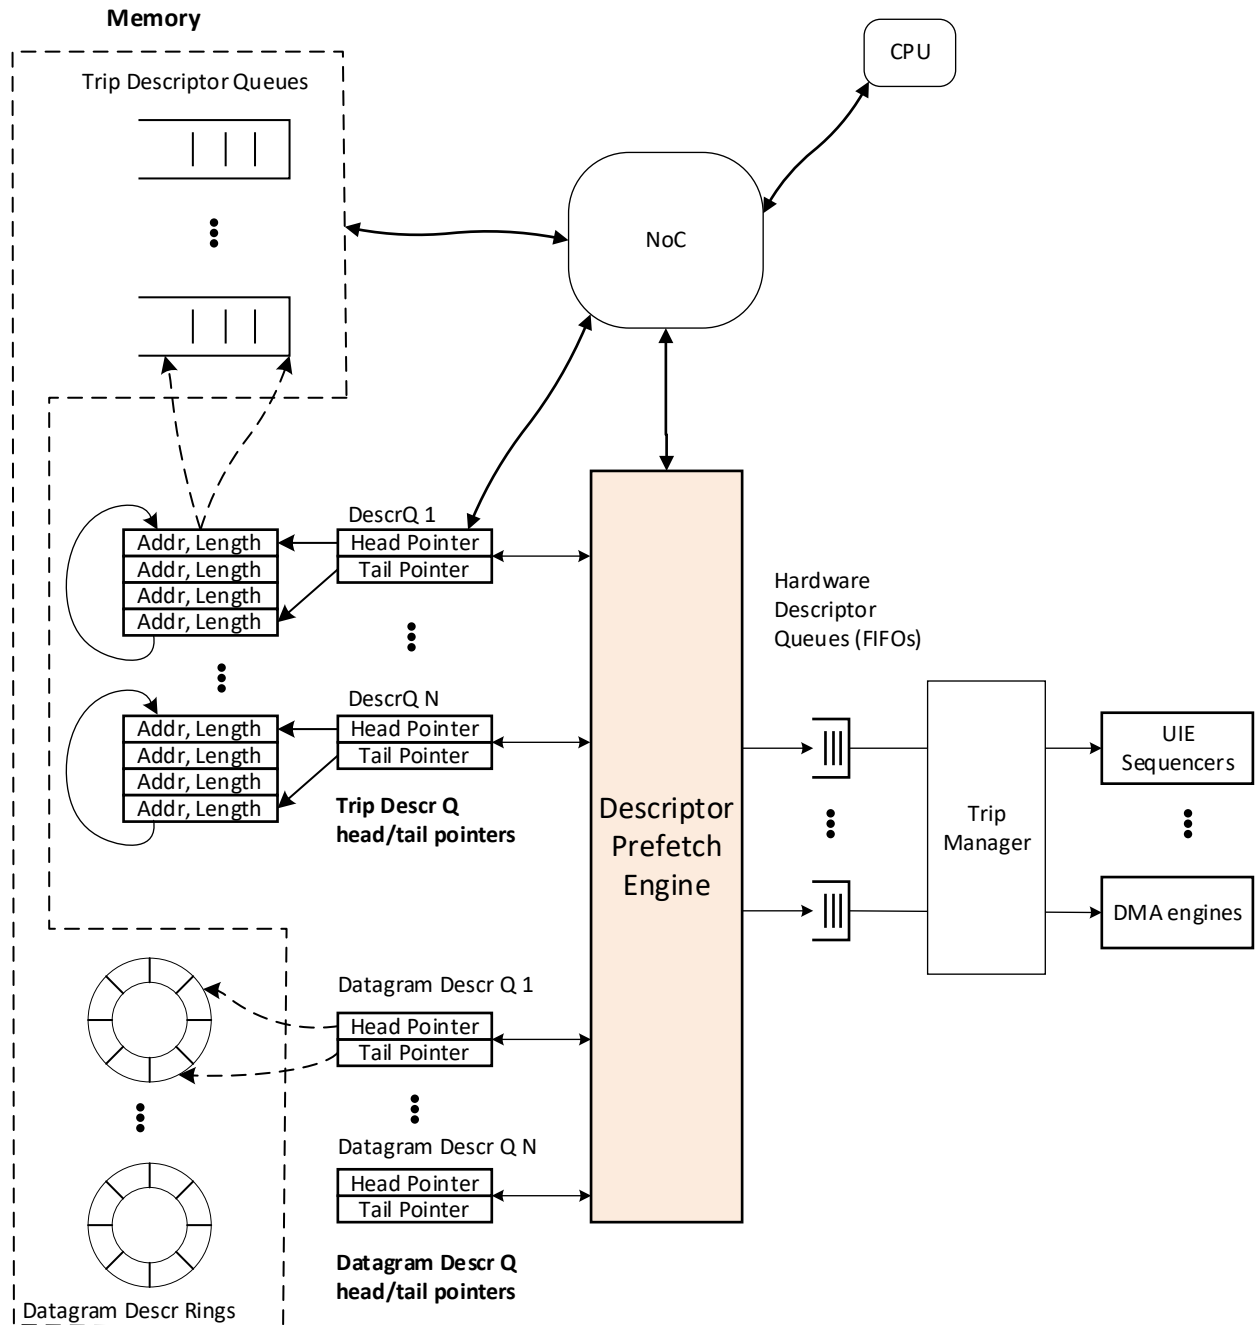 Memory
CPU
Trip Descriptor Queues
NoC
DescrQ 1
Addr, Length
Addr, Length
Addr, Length
Addr, Length
Head Pointer
Tail Pointer
DescrQ N
Addr, Length
Addr, Length
Addr, Length
Addr, Length
Head Pointer
Tail Pointer
Trip Descr Q
head/tail pointers
Hardware
Descriptor
Queues (FIFOs)
Descriptor
Prefetch
Engine
Trip
Manager
UIE
Sequencers
DMA engines
Datagram Descr Q 1
Head Pointer
Tail Pointer
Datagram Descr Q N
Head Pointer
Tail Pointer
Datagram Descr Q
head/tail pointers
Datagram Descr Rings